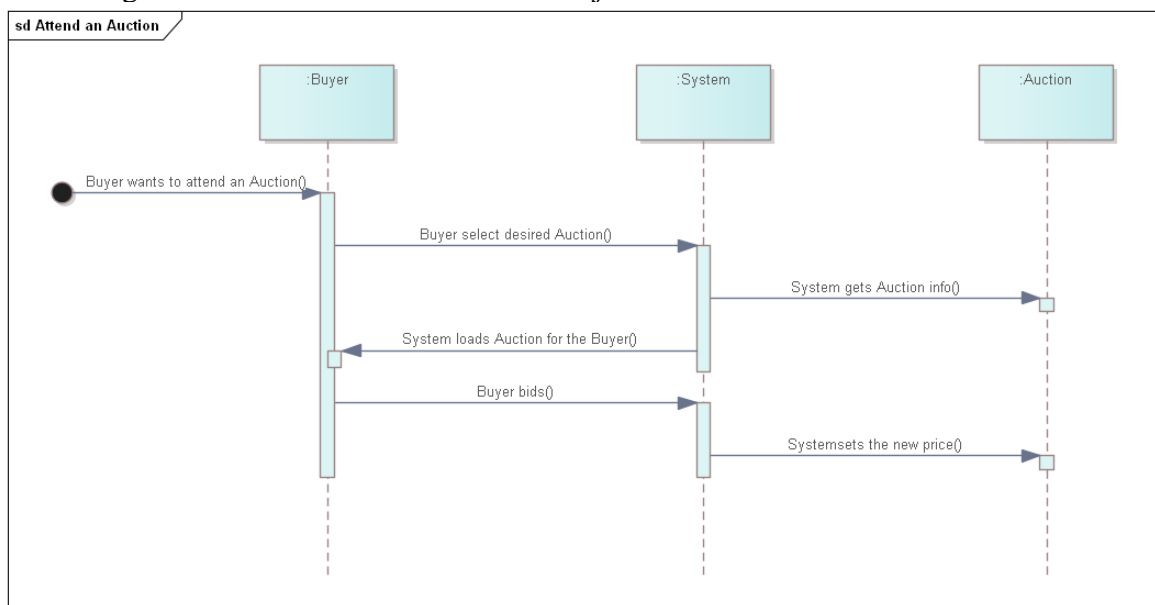 sd Attend an Auction
:Buyer
:System
:Auction
Buyer wants to attend an Auction()
Buyer select desired Auction()
System gets Auction info()
System loads Auction for the Buyer()
Buyer bids()
Systemsets the new price()